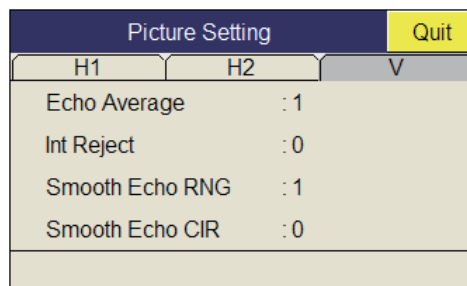 Picture Setting Quit
H1 H2 V
Echo Average : 1
Int Reject : 0
Smooth Echo RNG : 1
Smooth Echo CIR : 0